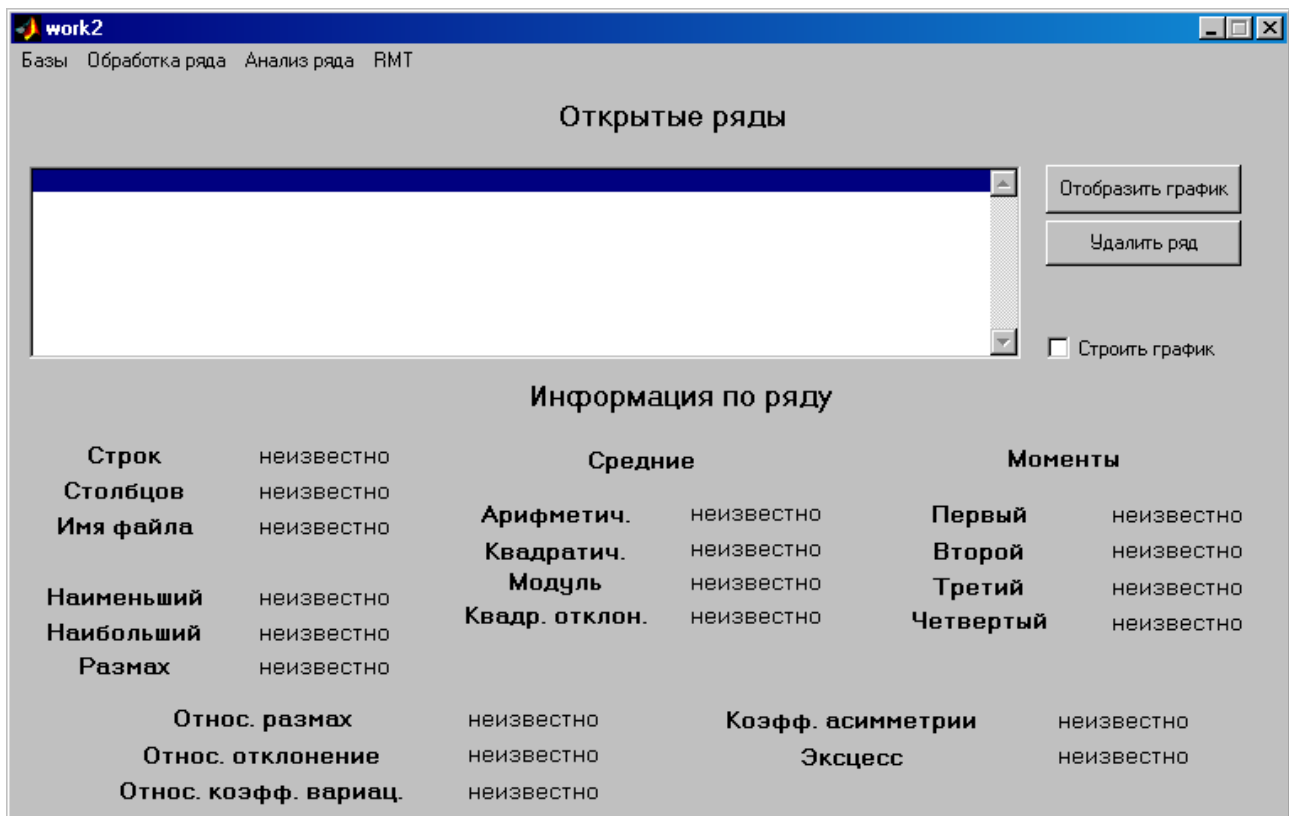 work2
Базы Обработка ряда Анализ ряда RMT
Открытые ряды
Отобразить график
Удалить ряд
Строить график
Информация по ряду
Строк неизвестно
Столбцов неизвестно
Имя файла неизвестно
Наименьший неизвестно
Наибольший неизвестно
Размах неизвестно
Средние
Арифметич. неизвестно
Квадратич. неизвестно
Модуль неизвестно
Квадр. отклон. неизвестно
Моменты
Первый неизвестно
Второй неизвестно
Третий неизвестно
Четвертый неизвестно
Относ. размах неизвестно
Относ. отклонение неизвестно
Относ. коэфф. вариац. неизвестно
Коэфф. асимметрии неизвестно
Эксцесс неизвестно